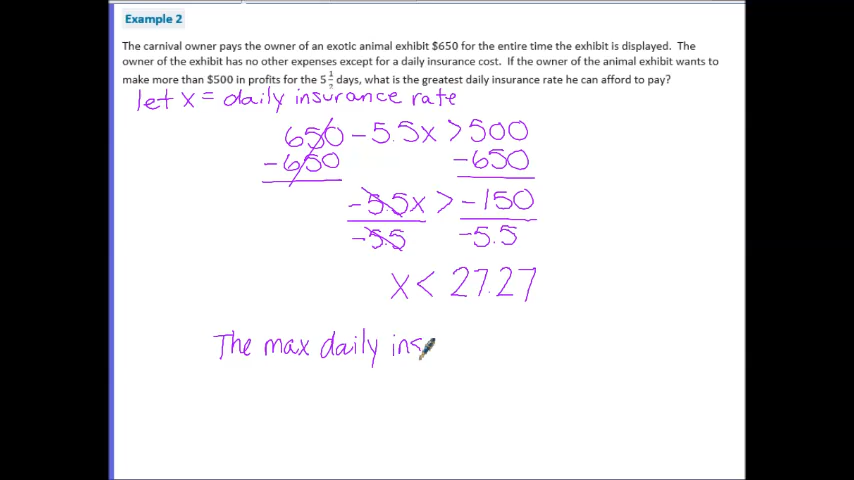 Example 2
The carnival owner pays the owner of an exotic animal exhibit $650 for the entire time the exhibit is displayed. The
owner of the exhibit has no other expenses except for a daily insurance cost. If the owner of the animal exhibit wants to
make more than $500 in profits for the 5 1/2 days, what is the greatest daily insurance rate he can afford to pay?
let x = daily insurance rate
650 - 5.5x > 500
-650 -650
-5.5x > -150
-5.5 -5.5
x < 27.27
The max daily ins